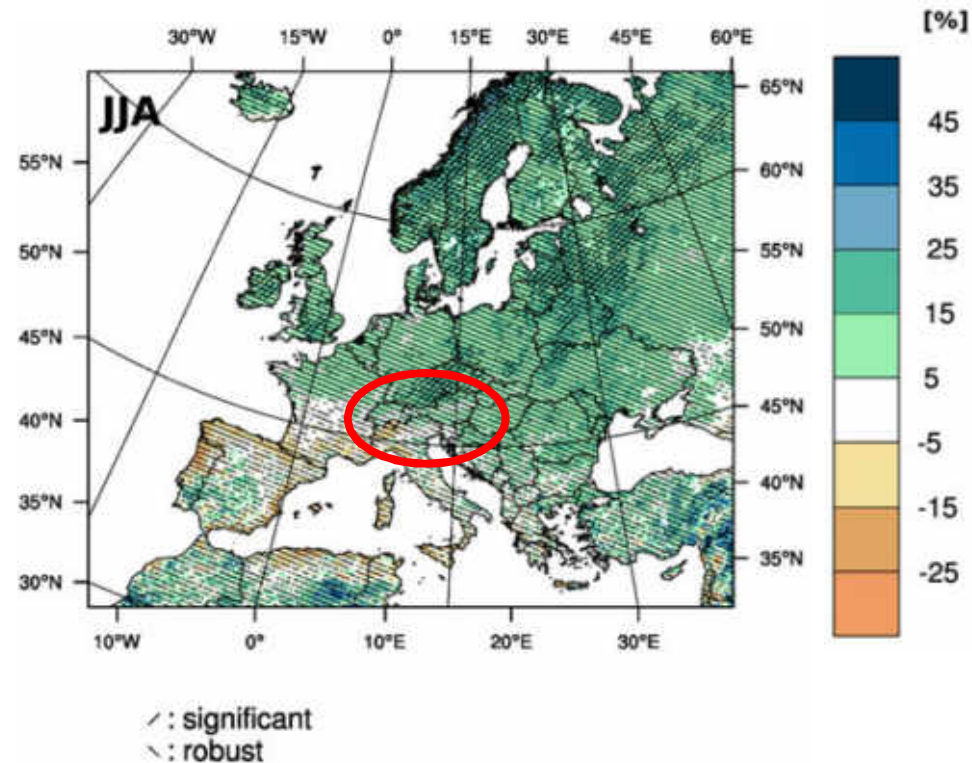 [%]
30°W 15°W 0° 15°E 30°E 45°E 60°E
JJA
65°N
45
55°N
60°N
35
50°N
55°N
25
15
45°N
50°N
5
40°N
45°N
-5
35°N
40°N
-15
30°N
35°N
-25
10°W 0° 10°E 20°E 30°E
⟋ : significant
⟍ : robust